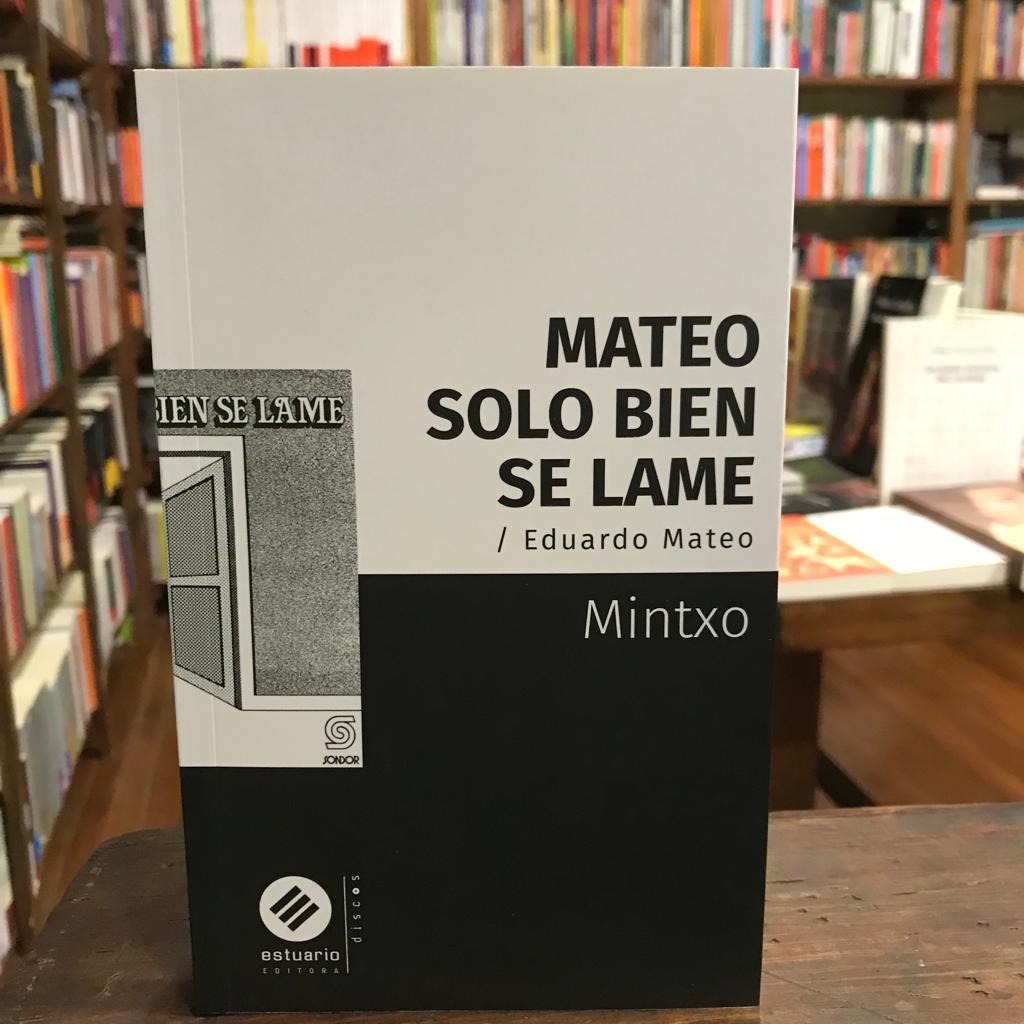 MATEO
SOLO BIEN
SE LAME
/ Eduardo Mateo
Mintxo
BIEN SE LAME
SONDOR
estuario
EDITORA
discos